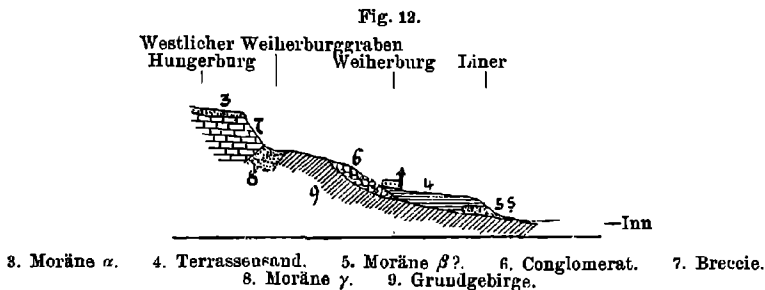 Fig. 12.
Westlicher Weiherburggraben
Hungerburg Weiherburg Liner
3
7
6
8
9
4
5?
Inn
3. Moräne α. 4. Terrassensand. 5. Moräne β?. 6. Conglomerat. 7. Breccie.
8. Moräne γ. 9. Grundgebirge.